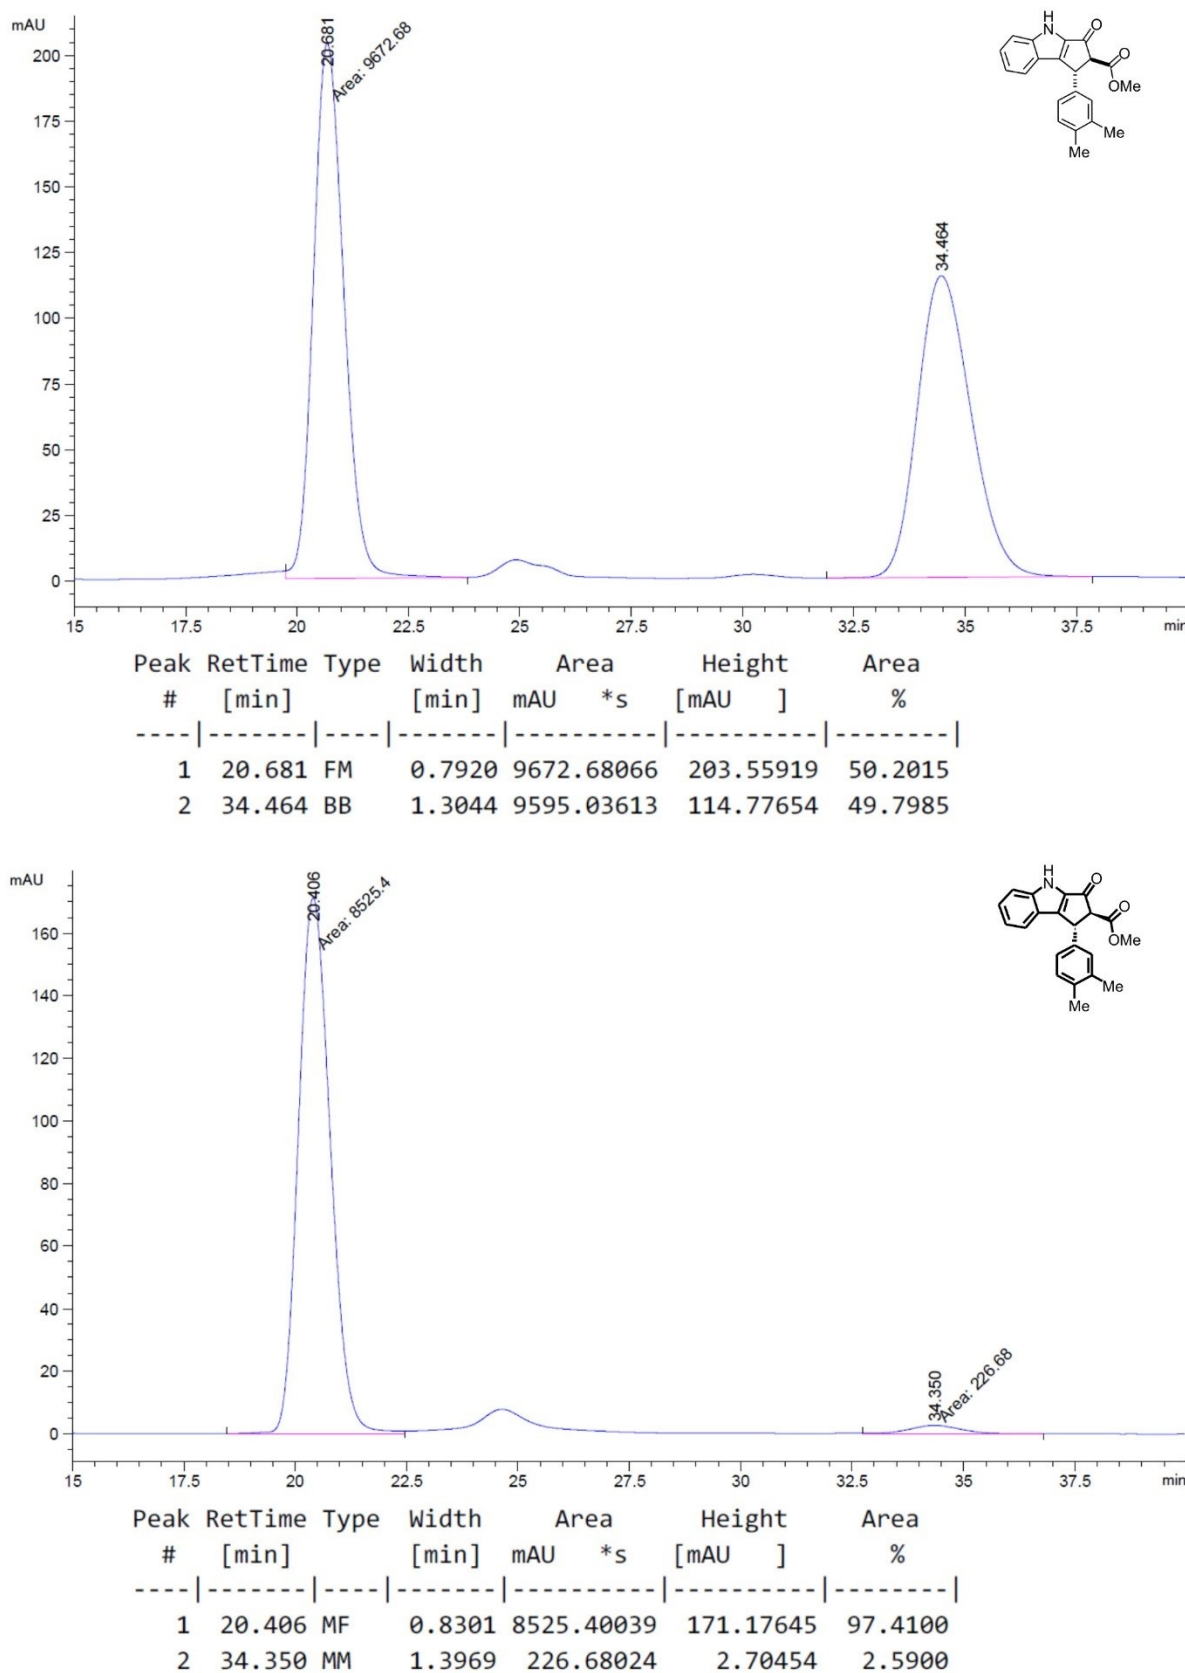 mAU
20.681
Area: 9672.68
34.464
H
N
O
O
OMe
Me
Me
200
175
150
125
100
75
50
25
0
15 17.5 20 22.5 25 27.5 30 32.5 35 37.5 min
Peak RetTime Type Width Area Height Area
# [min] [min] mAU *s [mAU ] %
----|-------|----|-------|----------|----------|--------|
1 20.681 FM 0.7920 9672.68066 203.55919 50.2015
2 34.464 BB 1.3044 9595.03613 114.77654 49.7985
mAU
20.406
Area: 8525.4
34.350
Area: 226.68
H
N
O
O
OMe
Me
Me
160
140
120
100
80
60
40
20
0
15 17.5 20 22.5 25 27.5 30 32.5 35 37.5 min
Peak RetTime Type Width Area Height Area
# [min] [min] mAU *s [mAU ] %
----|-------|----|-------|----------|----------|--------|
1 20.406 MF 0.8301 8525.40039 171.17645 97.4100
2 34.350 MM 1.3969 226.68024 2.70454 2.5900